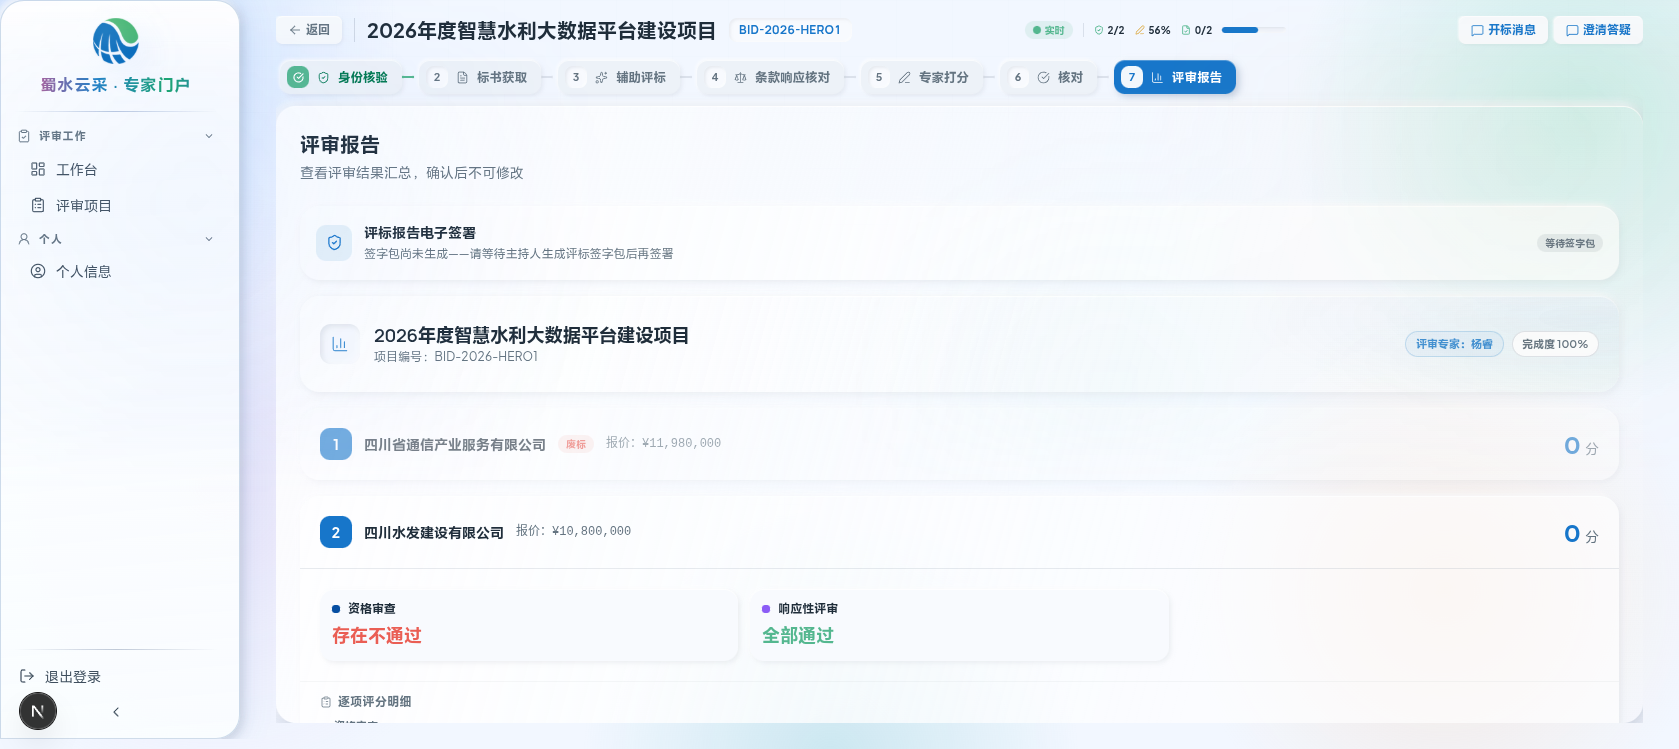 蜀水云采 · 专家门户
评审工作
工作台
评审项目
个人
个人信息
退出登录
N
返回
2026年度智慧水利大数据平台建设项目
BID-2026-HERO1
实时
2/2
56%
0/2
开标消息
澄清答疑
身份核验
2 标书获取
3 辅助评标
4 条款响应核对
5 专家打分
6 核对
7 评审报告
评审报告
查看评审结果汇总，确认后不可修改
评标报告电子签署
签字包尚未生成——请等待主持人生成评标签字包后再签署
等待签字包
2026年度智慧水利大数据平台建设项目
项目编号：BID-2026-HERO1
评审专家：杨睿
完成度 100%
1 四川省通信产业服务有限公司 废标 报价：¥11,980,000
0 分
2 四川水发建设有限公司 报价：¥10,800,000
0 分
资格审查
存在不通过
响应性评审
全部通过
逐项评分明细